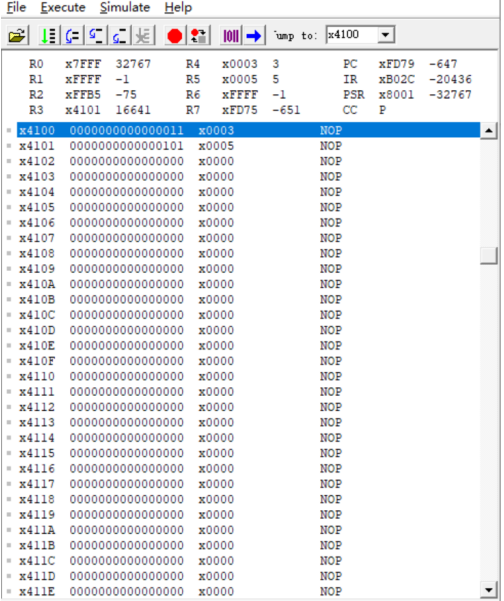 File Execute Simulate Help
Jump to: x4100
R0 x7FFF 32767 R4 x0003 3 PC xFD79 -647
R1 xFFFF -1 R5 x0005 5 IR xB02C -20436
R2 xFFB5 -75 R6 xFFFF -1 PSR x8001 -32767
R3 x4101 16641 R7 xFD75 -651 CC P
x4100 0000000000000011 x0003 NOP
x4101 0000000000000101 x0005 NOP
x4102 0000000000000000 x0000 NOP
x4103 0000000000000000 x0000 NOP
x4104 0000000000000000 x0000 NOP
x4105 0000000000000000 x0000 NOP
x4106 0000000000000000 x0000 NOP
x4107 0000000000000000 x0000 NOP
x4108 0000000000000000 x0000 NOP
x4109 0000000000000000 x0000 NOP
x410A 0000000000000000 x0000 NOP
x410B 0000000000000000 x0000 NOP
x410C 0000000000000000 x0000 NOP
x410D 0000000000000000 x0000 NOP
x410E 0000000000000000 x0000 NOP
x410F 0000000000000000 x0000 NOP
x4110 0000000000000000 x0000 NOP
x4111 0000000000000000 x0000 NOP
x4112 0000000000000000 x0000 NOP
x4113 0000000000000000 x0000 NOP
x4114 0000000000000000 x0000 NOP
x4115 0000000000000000 x0000 NOP
x4116 0000000000000000 x0000 NOP
x4117 0000000000000000 x0000 NOP
x4118 0000000000000000 x0000 NOP
x4119 0000000000000000 x0000 NOP
x411A 0000000000000000 x0000 NOP
x411B 0000000000000000 x0000 NOP
x411C 0000000000000000 x0000 NOP
x411D 0000000000000000 x0000 NOP
x411E 0000000000000000 x0000 NOP